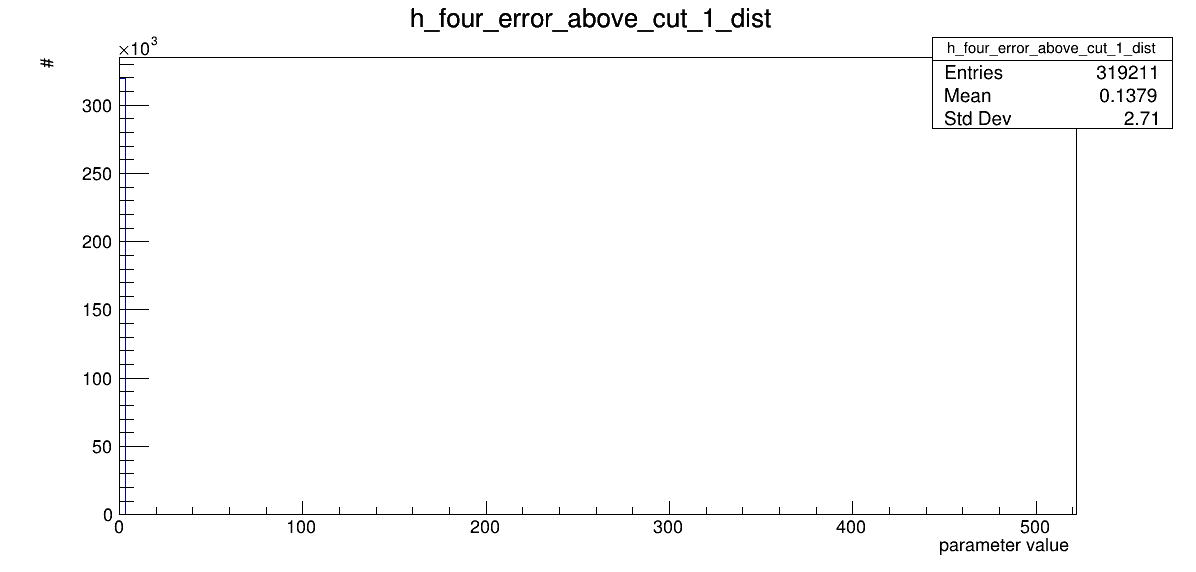 h_four_error_above_cut_1_dist
×10³
#
h_four_error_above_cut_1_dist
Entries 319211
Mean 0.1379
Std Dev 2.71
300
250
200
150
100
50
0
0 100 200 300 400 500
parameter value